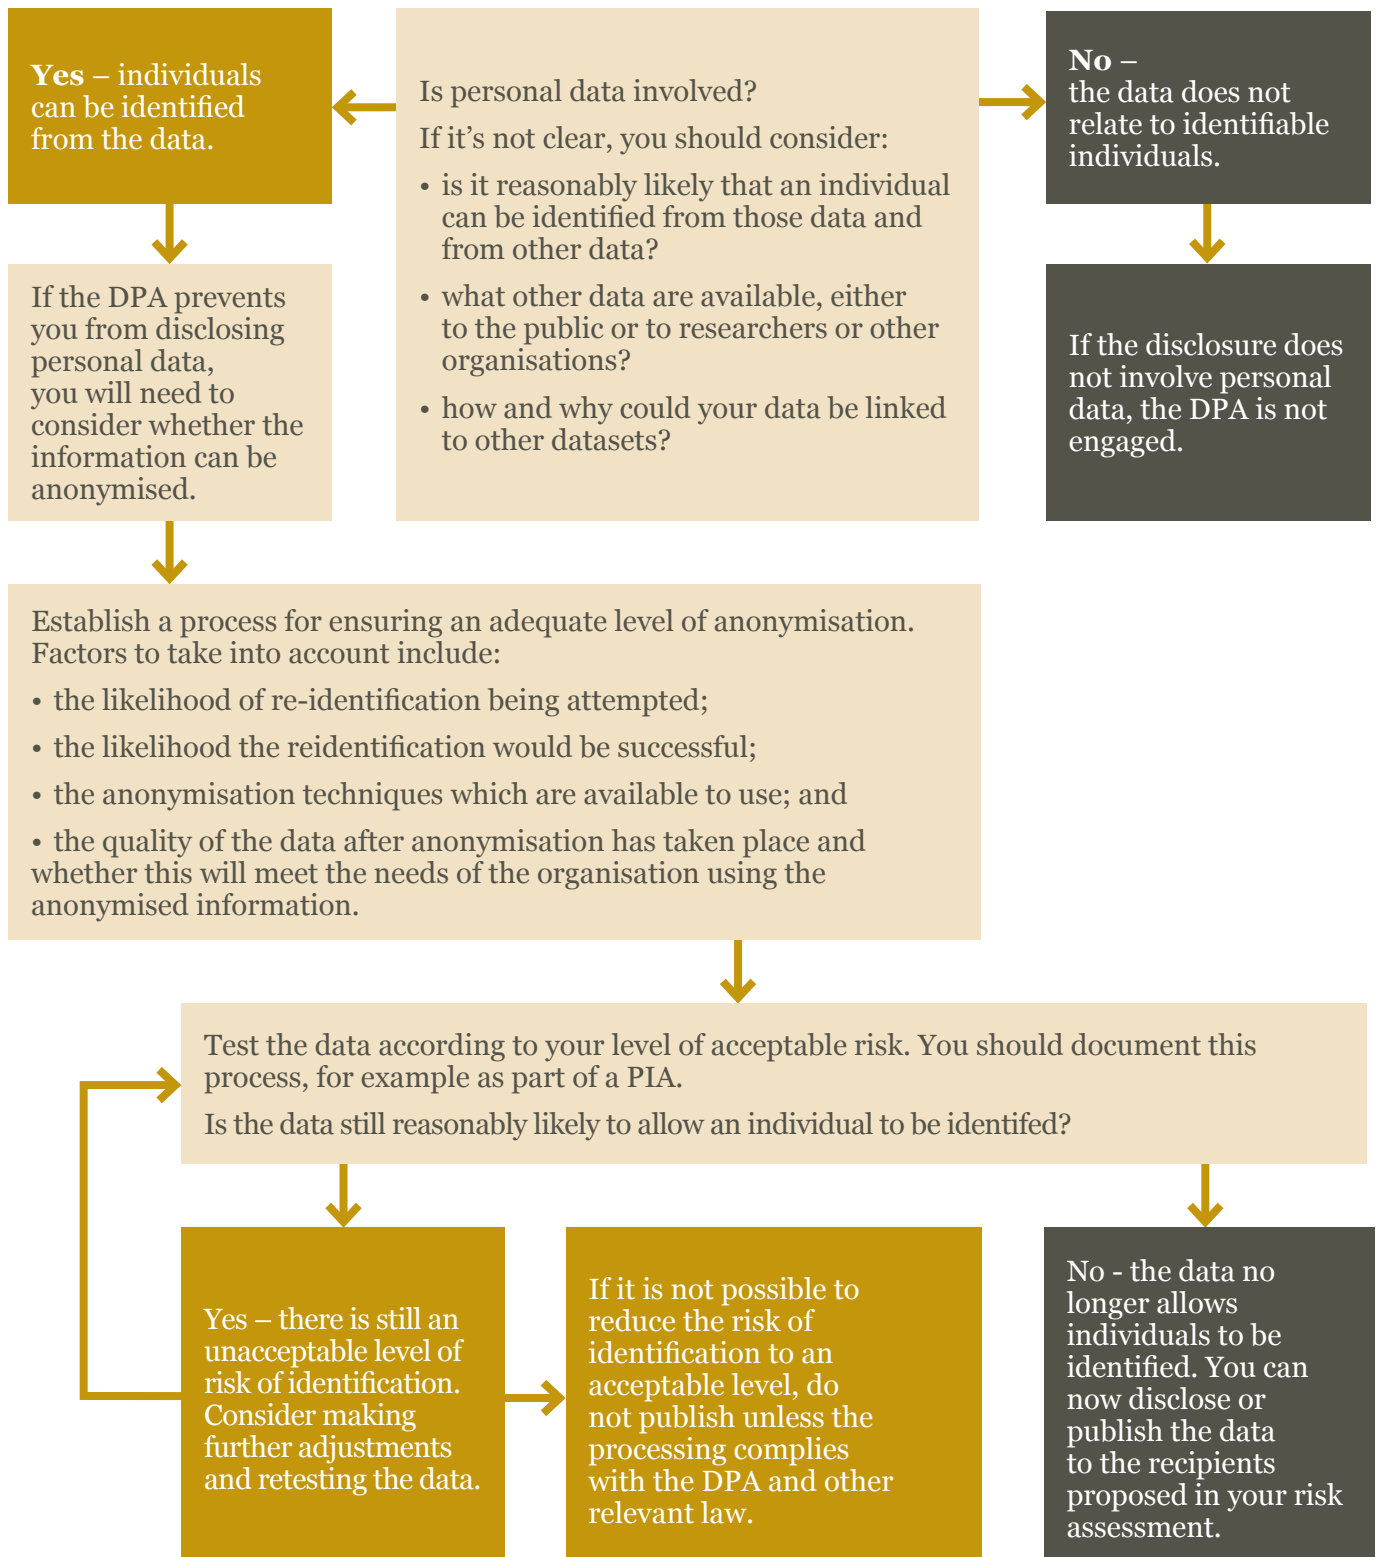 Yes – individuals
can be identified
from the data.
Is personal data involved?
If it’s not clear, you should consider:
• is it reasonably likely that an individual
can be identified from those data and
from other data?
• what other data are available, either
to the public or to researchers or other
organisations?
• how and why could your data be linked
to other datasets?
No –
the data does not
relate to identifiable
individuals.
If the DPA prevents
you from disclosing
personal data,
you will need to
consider whether the
information can be
anonymised.
If the disclosure does
not involve personal
data, the DPA is not
engaged.
Establish a process for ensuring an adequate level of anonymisation.
Factors to take into account include:
• the likelihood of re-identification being attempted;
• the likelihood the reidentification would be successful;
• the anonymisation techniques which are available to use; and
• the quality of the data after anonymisation has taken place and
whether this will meet the needs of the organisation using the
anonymised information.
Test the data according to your level of acceptable risk. You should document this
process, for example as part of a PIA.
Is the data still reasonably likely to allow an individual to be identifed?
Yes – there is still an
unacceptable level of
risk of identification.
Consider making
further adjustments
and retesting the data.
If it is not possible to
reduce the risk of
identification to an
acceptable level, do
not publish unless the
processing complies
with the DPA and other
relevant law.
No - the data no
longer allows
individuals to be
identified. You can
now disclose or
publish the data
to the recipients
proposed in your risk
assessment.